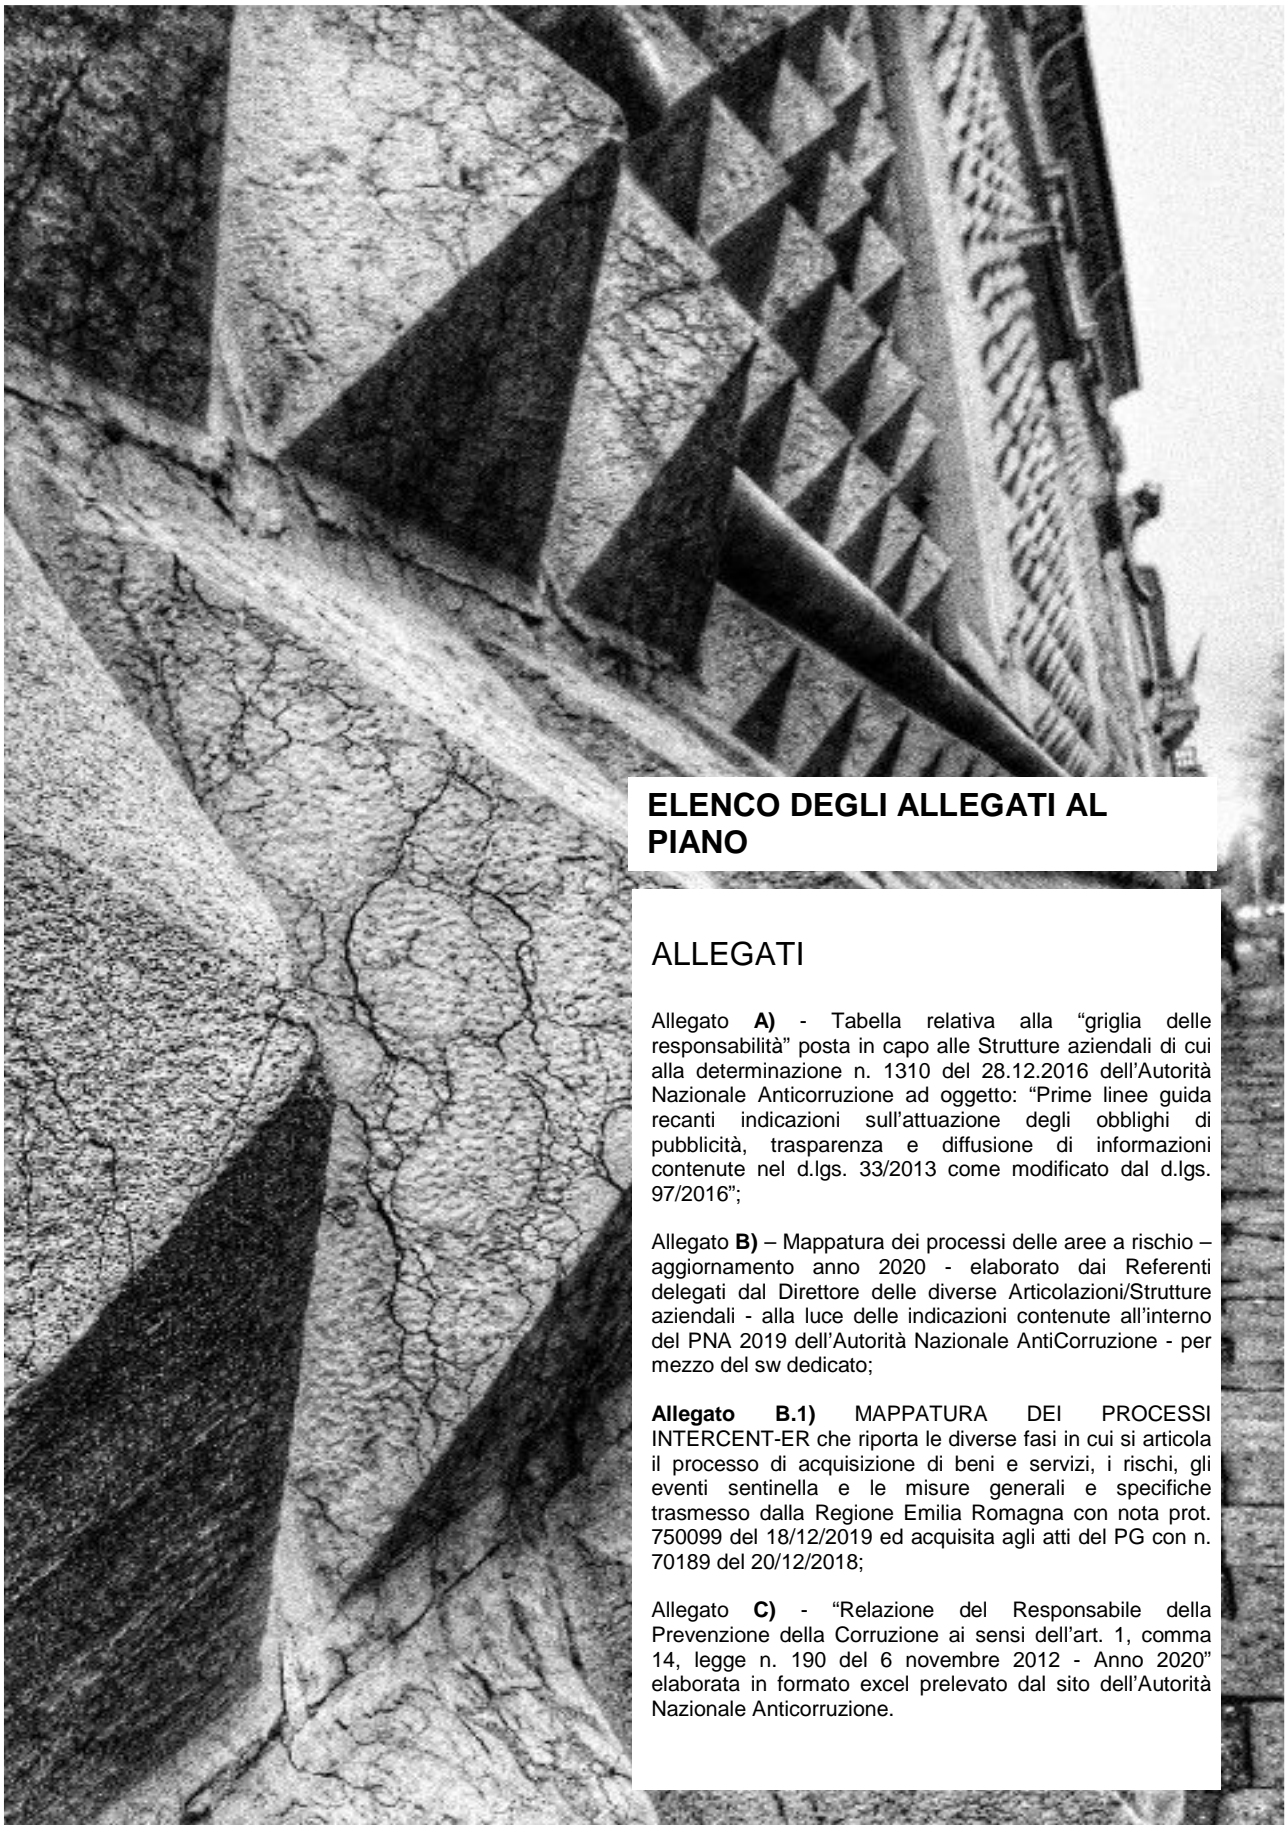 ELENCO DEGLI ALLEGATI AL
PIANO
ALLEGATI
Allegato A) - Tabella relativa alla “griglia delle
responsabilità” posta in capo alle Strutture aziendali di cui
alla determinazione n. 1310 del 28.12.2016 dell’Autorità
Nazionale Anticorruzione ad oggetto: “Prime linee guida
recanti indicazioni sull’attuazione degli obblighi di
pubblicità, trasparenza e diffusione di informazioni
contenute nel d.lgs. 33/2013 come modificato dal d.lgs.
97/2016”;
Allegato B) – Mappatura dei processi delle aree a rischio –
aggiornamento anno 2020 - elaborato dai Referenti
delegati dal Direttore delle diverse Articolazioni/Strutture
aziendali - alla luce delle indicazioni contenute all’interno
del PNA 2019 dell’Autorità Nazionale AntiCorruzione - per
mezzo del sw dedicato;
Allegato B.1) MAPPATURA DEI PROCESSI
INTERCENT-ER che riporta le diverse fasi in cui si articola
il processo di acquisizione di beni e servizi, i rischi, gli
eventi sentinella e le misure generali e specifiche
trasmesso dalla Regione Emilia Romagna con nota prot.
750099 del 18/12/2019 ed acquisita agli atti del PG con n.
70189 del 20/12/2018;
Allegato C) - “Relazione del Responsabile della
Prevenzione della Corruzione ai sensi dell’art. 1, comma
14, legge n. 190 del 6 novembre 2012 - Anno 2020”
elaborata in formato excel prelevato dal sito dell’Autorità
Nazionale Anticorruzione.